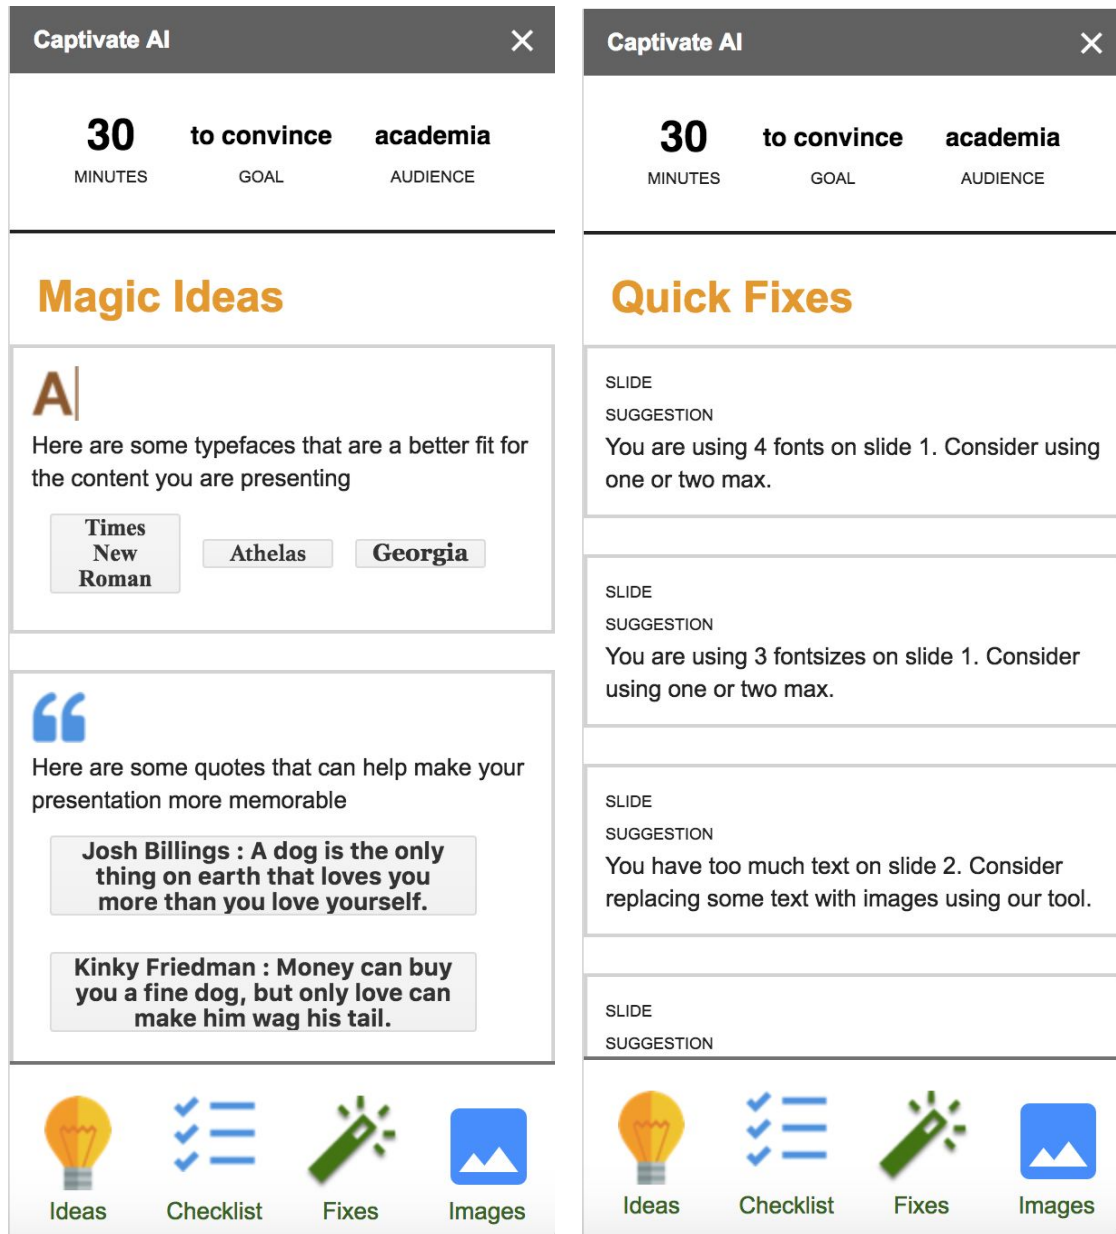 Captivate AI
30 to convince academia
MINUTES GOAL AUDIENCE
Magic Ideas
A
Here are some typefaces that are a better fit for
the content you are presenting
Times
New
Roman
Athelas
Georgia
Here are some quotes that can help make your
presentation more memorable
Josh Billings : A dog is the only
thing on earth that loves you
more than you love yourself.
Kinky Friedman : Money can buy
you a fine dog, but only love can
make him wag his tail.
Ideas Checklist Fixes Images
Captivate AI
30 to convince academia
MINUTES GOAL AUDIENCE
Quick Fixes
SLIDE
SUGGESTION
You are using 4 fonts on slide 1. Consider using
one or two max.
SLIDE
SUGGESTION
You are using 3 fontsizes on slide 1. Consider
using one or two max.
SLIDE
SUGGESTION
You have too much text on slide 2. Consider
replacing some text with images using our tool.
SLIDE
SUGGESTION
Ideas Checklist Fixes Images